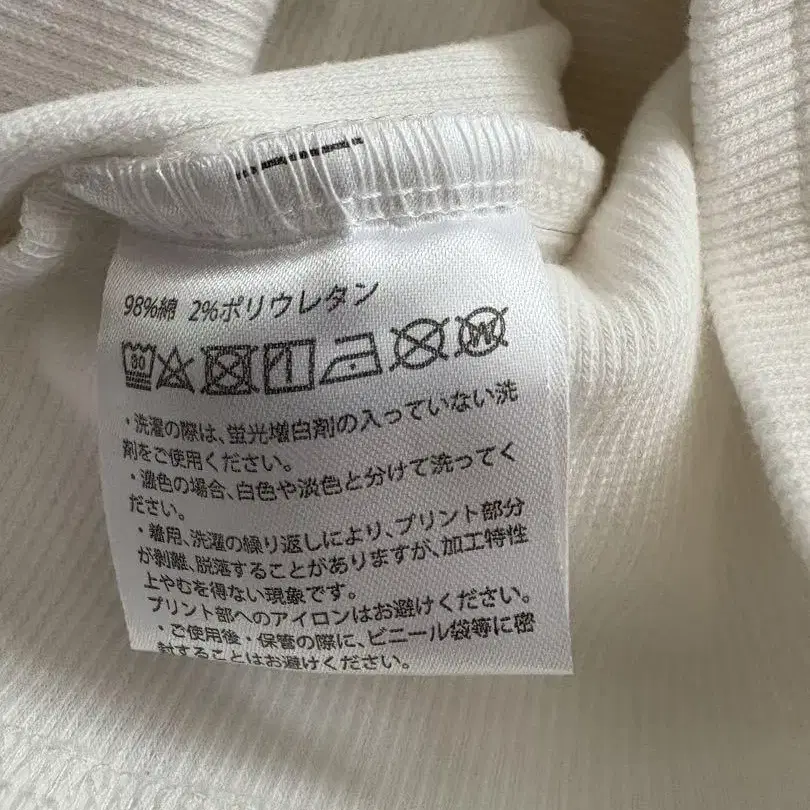 98%綿 2%ポリウレタン
30
・洗濯の際は、蛍光増白剤の入っていない洗
剤をご使用ください。
・濃色の場合、白色や淡色と分けて洗ってく
ださい。
・着用、洗濯の繰り返しにより、プリント部分
が剥離、脱落することがありますが、加工特性
上やむを得ない現象です。
プリント部へのアイロンはお避けください。
・ご使用後・保管の際に、ビニール袋等に密
封することはお避けください。